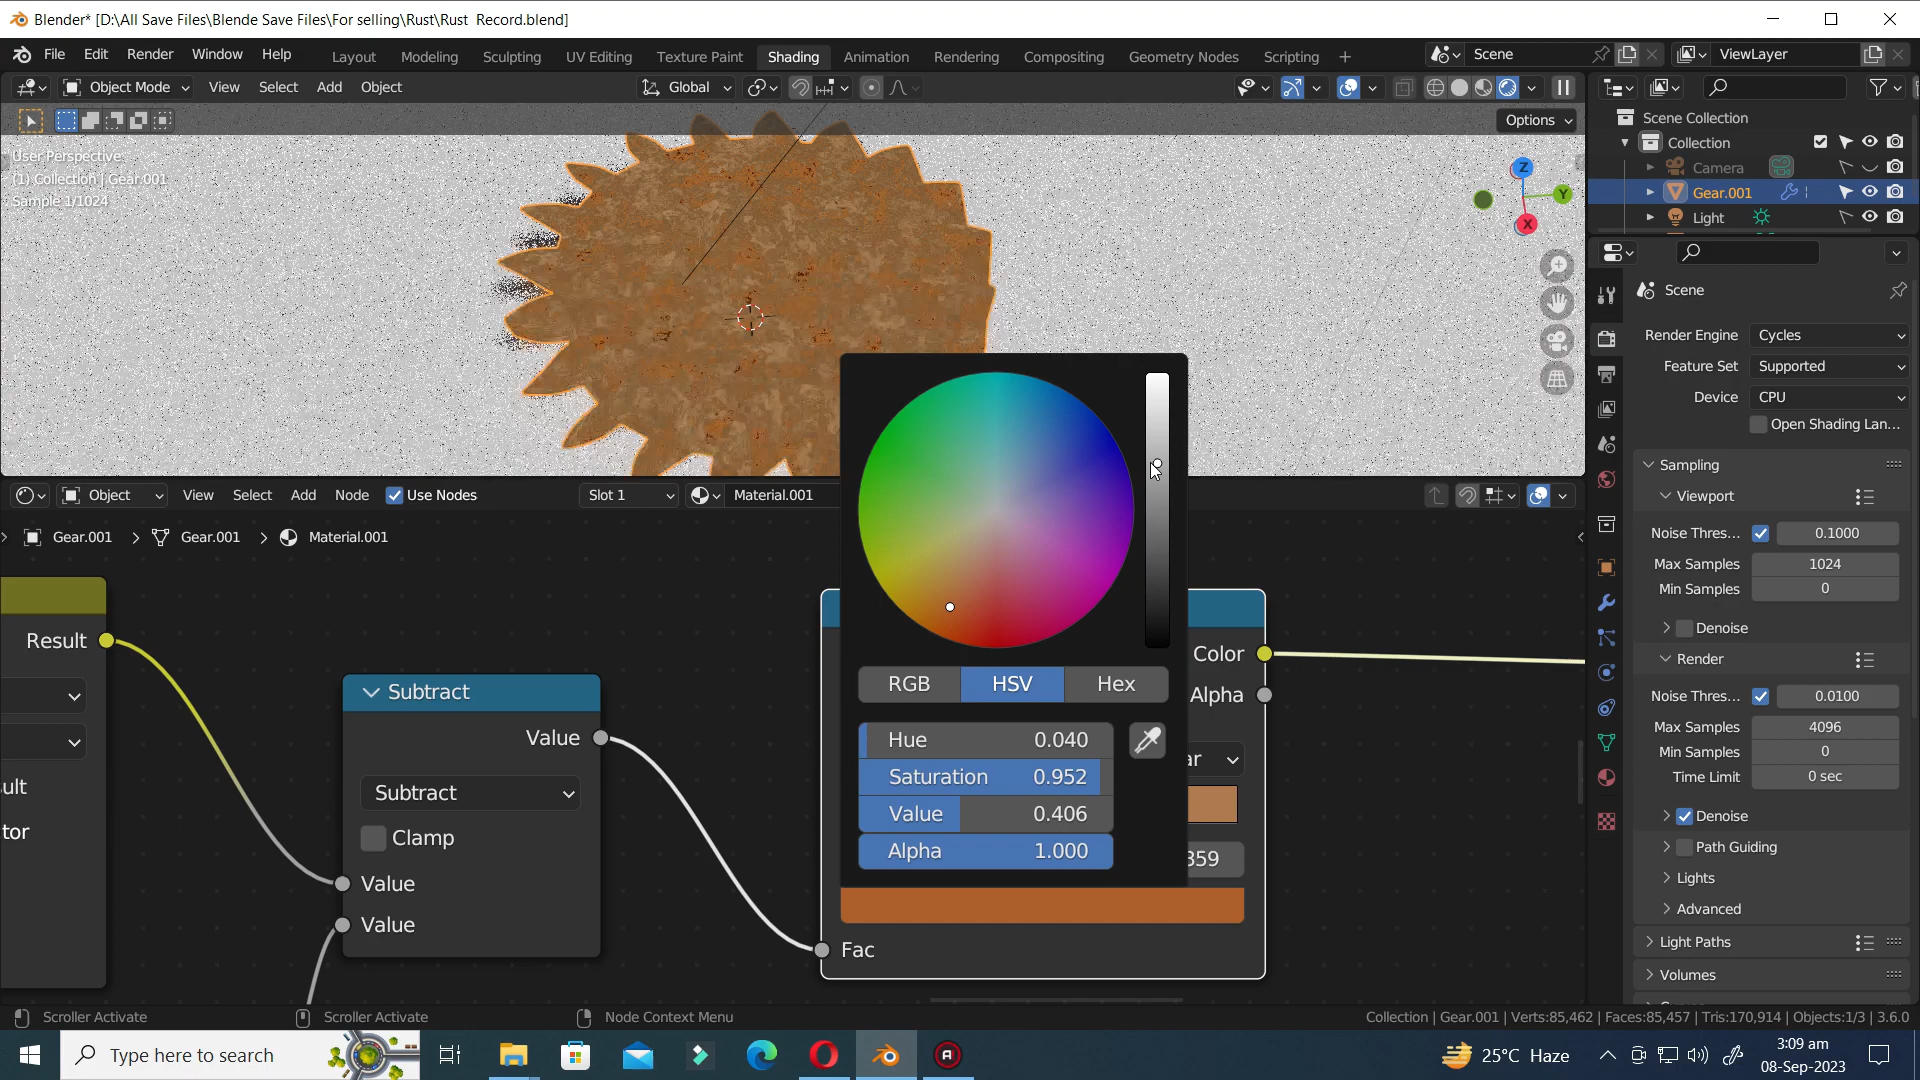 Blender* [D:\All Save Files\Blende Save Files\For selling\Rust\Rust  Record.blend]
File Edit Render Window Help Layout Modeling Sculpting UV Editing Texture Paint Shading Animation Rendering Compositing Geometry Nodes Scripting + Scene ViewLayer
Object Mode View Select Add Object Global
Options
User Perspective
(1) Collection | Gear.001
Sample 1/1024
Z
Y
X
Scene Collection
Collection
Camera
Gear.001
Light
Scene
Render Engine Cycles
Feature Set Supported
Device CPU
Open Shading Lan...
Sampling
Viewport
Noise Thres... 0.1000
Max Samples 1024
Min Samples 0
Denoise
Render
Noise Thres... 0.0100
Max Samples 4096
Min Samples 0
Time Limit 0 sec
Denoise
Path Guiding
Lights
Advanced
Light Paths
Volumes
Object View Select Add Node Use Nodes Slot 1 Material.001
Gear.001 > Gear.001 > Material.001
Result
ult
tor
Subtract
Value
Subtract
Clamp
Value
Value
RGB HSV Hex
Hue 0.040
Saturation 0.952
Value 0.406
Alpha 1.000
Color
Alpha
ar
359
Fac
Scroller Activate Scroller Activate Node Context Menu Collection | Gear.001 | Verts:85,462 | Faces:85,457 | Tris:170,914 | Objects:1/3 | 3.6.0
Type here to search 25°C Haze 3:09 am
08-Sep-2023